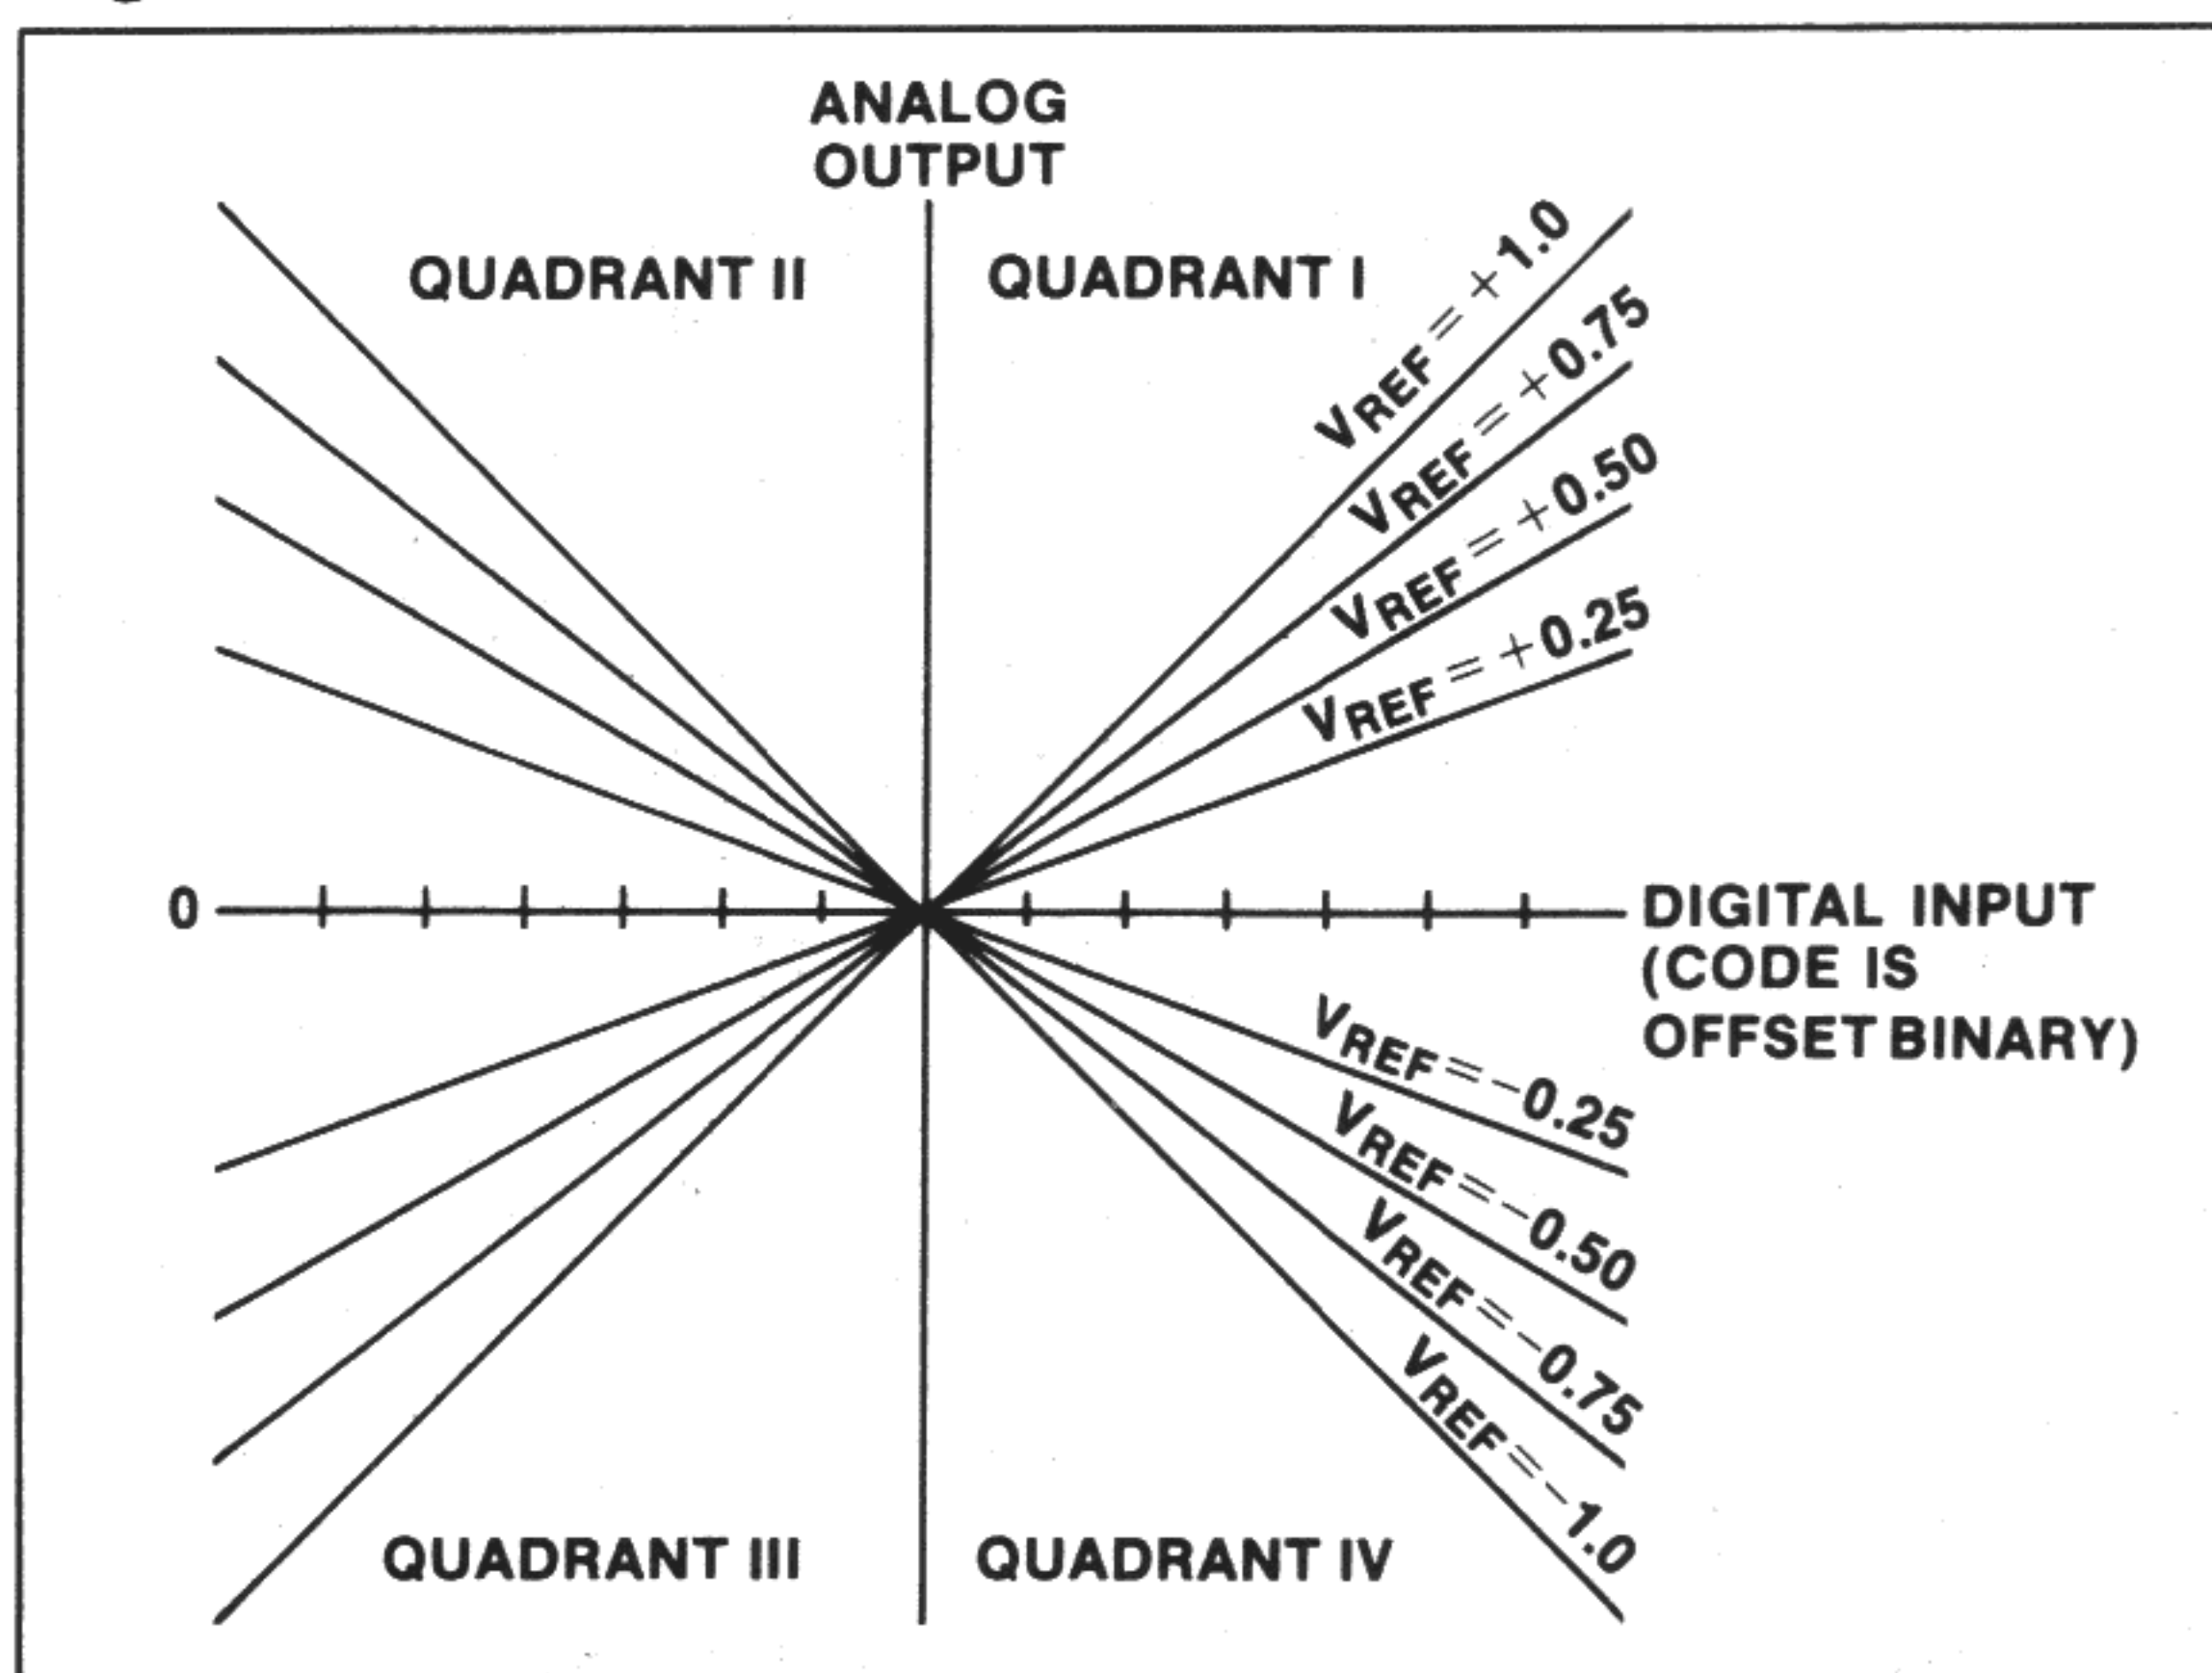 ANALOG
OUTPUT
QUADRANT II
QUADRANT I
VREF = +1.0
VREF = +0.75
VREF = +0.50
VREF = +0.25
0
DIGITAL INPUT
(CODE IS
OFFSET BINARY)
VREF = -0.25
VREF = -0.50
VREF = -0.75
VREF = -1.0
QUADRANT III
QUADRANT IV